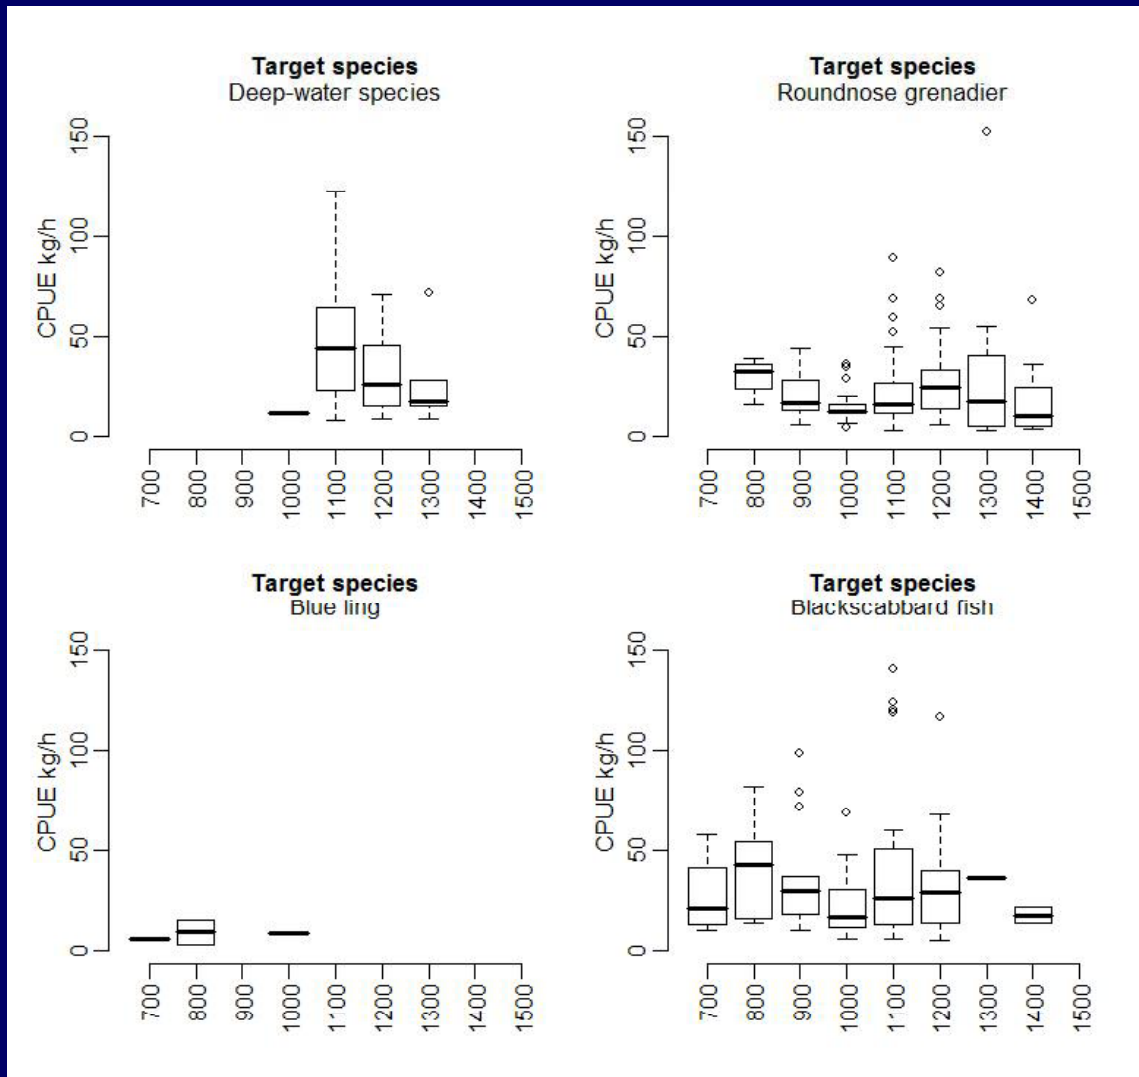 Target species
Deep-water species
CPUE kg/h
150
100
50
0
700 800 900 1000 1100 1200 1300 1400 1500
Target species
Roundnose grenadier
CPUE kg/h
150
100
50
0
700 800 900 1000 1100 1200 1300 1400 1500
Target species
Blue ling
CPUE kg/h
150
100
50
0
700 800 900 1000 1100 1200 1300 1400 1500
Target species
Blackscabbard fish
CPUE kg/h
150
100
50
0
700 800 900 1000 1100 1200 1300 1400 1500